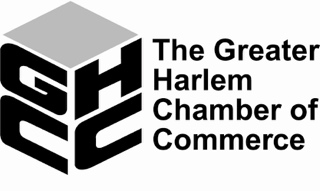 GH
CC
The Greater
Harlem
Chamber of
Commerce